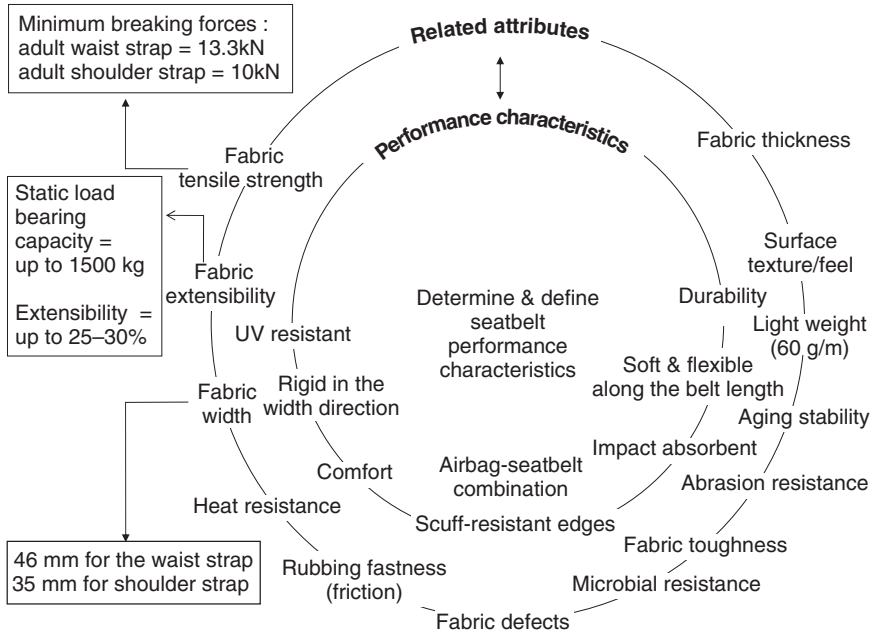 Minimum breaking forces :
adult waist strap = 13.3kN
adult shoulder strap = 10kN
Related attributes
Performance characteristics
Fabric thickness
Fabric
tensile strength
Static load
bearing
capacity =
up to 1500 kg
Extensibility =
up to 25–30%
Surface
texture/feel
Fabric
extensibility
Determine & define
seatbelt
performance
characteristics
Durability
Light weight
(60 g/m)
UV resistant
Soft & flexible
along the belt length
Rigid in the
width direction
Fabric
width
Aging stability
Impact absorbent
Airbag-seatbelt
combination
Comfort
Abrasion resistance
Heat resistance
Scuff-resistant edges
Fabric toughness
46 mm for the waist strap
35 mm for shoulder strap
Rubbing fastness
(friction)
Microbial resistance
Fabric defects